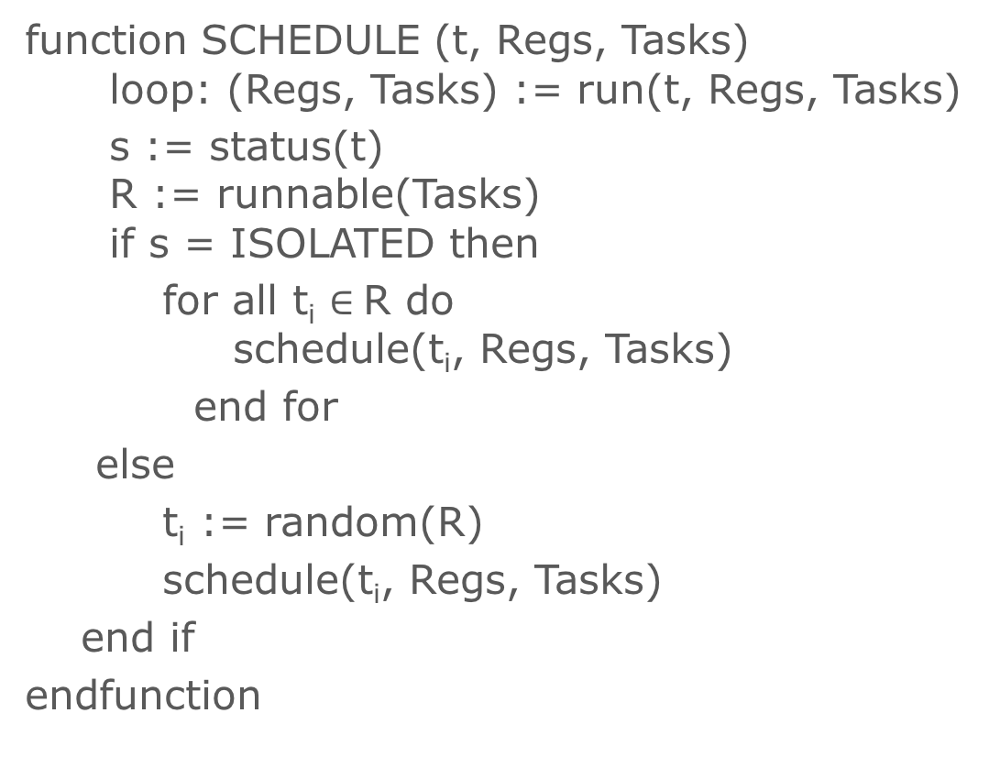 function SCHEDULE (t, Regs, Tasks)
loop: (Regs, Tasks) := run(t, Regs, Tasks)
s := status(t)
R := runnable(Tasks)
if s = ISOLATED then
for all tᵢ ∈ R do
schedule(tᵢ, Regs, Tasks)
end for
else
tᵢ := random(R)
schedule(tᵢ, Regs, Tasks)
end if
endfunction